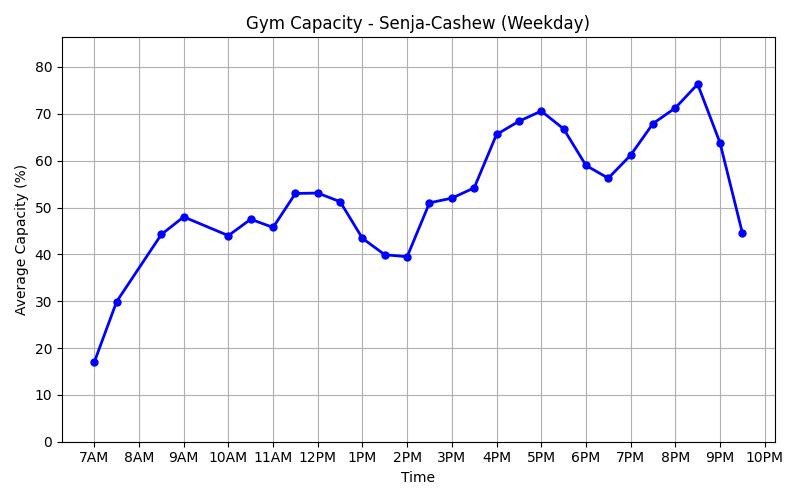 Gym Capacity - Senja-Cashew (Weekday)
Average Capacity (%)
80
70
60
50
40
30
20
10
0
7AM 8AM 9AM 10AM 11AM 12PM 1PM 2PM 3PM 4PM 5PM 6PM 7PM 8PM 9PM 10PM
Time